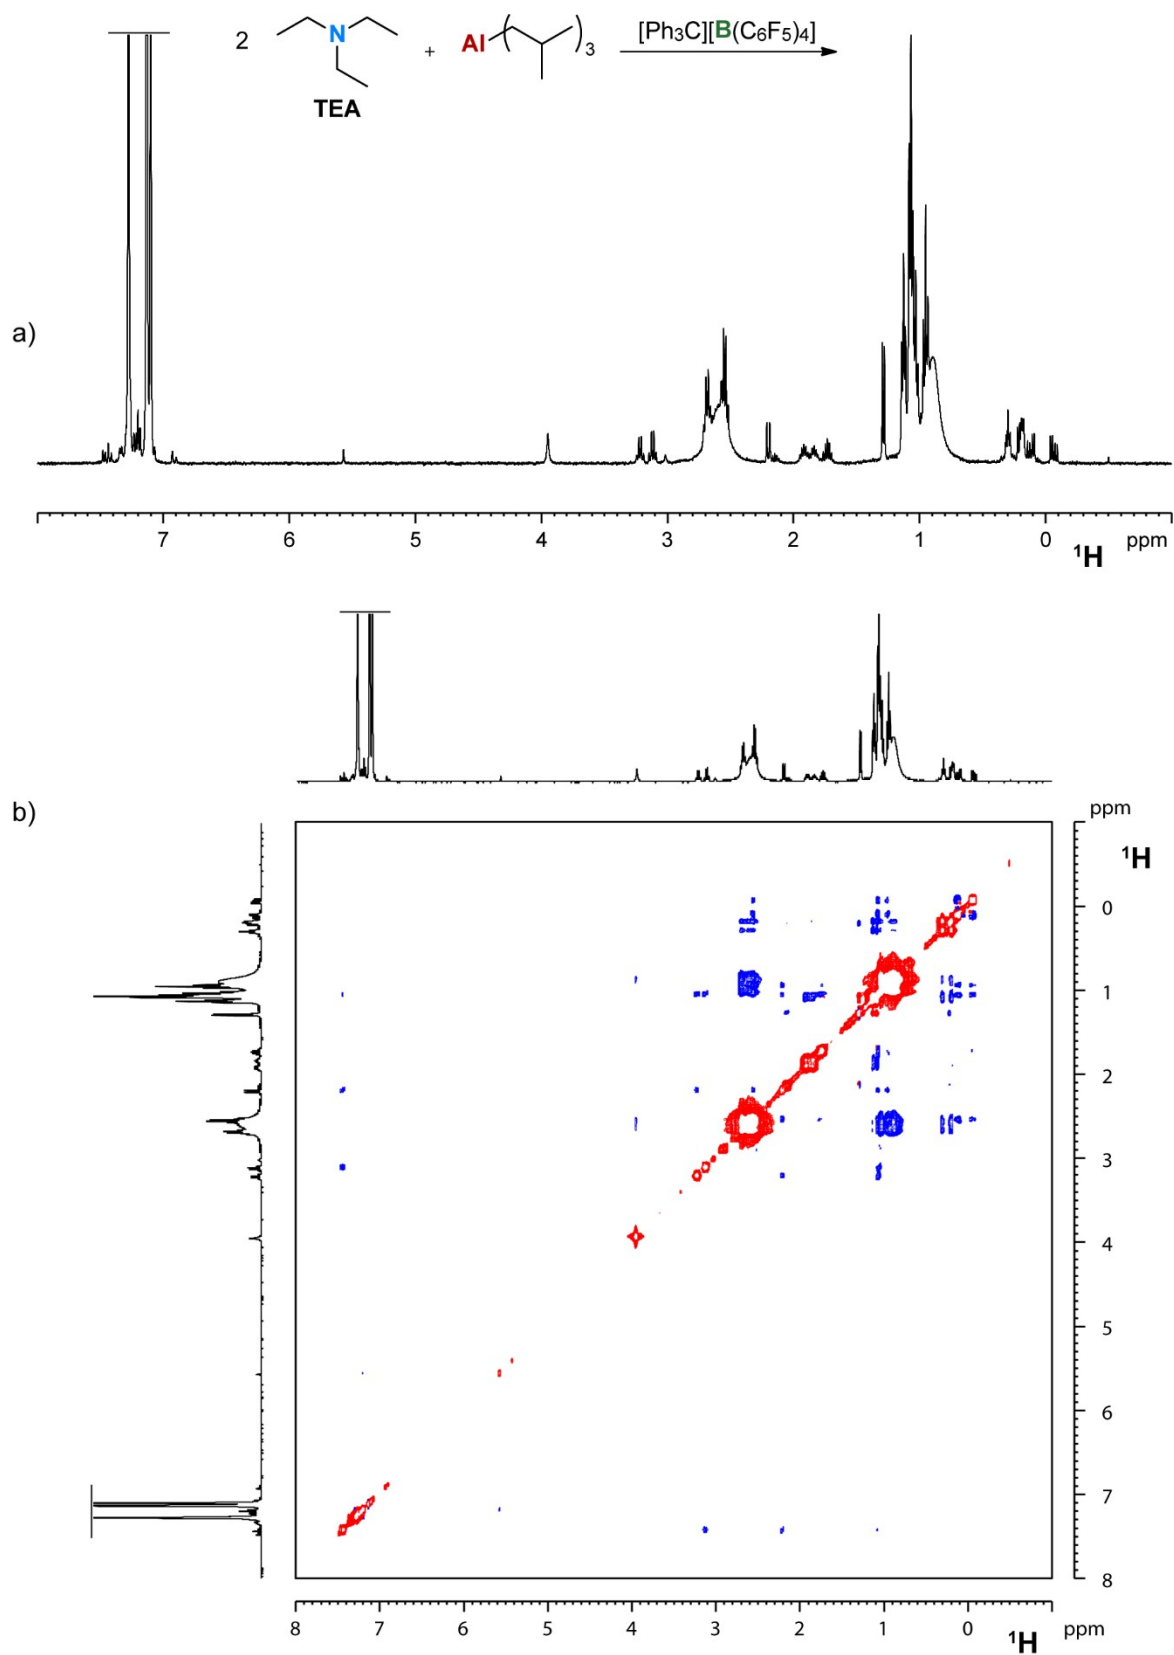 2 N + Al ( )3 [Ph3C][B(C6F5)4]
TEA
a)
7 6 5 4 3 2 1 0 ppm
1H
b)
ppm
1H
0
1
2
3
4
5
6
7
8
8 7 6 5 4 3 2 1 0 ppm
1H